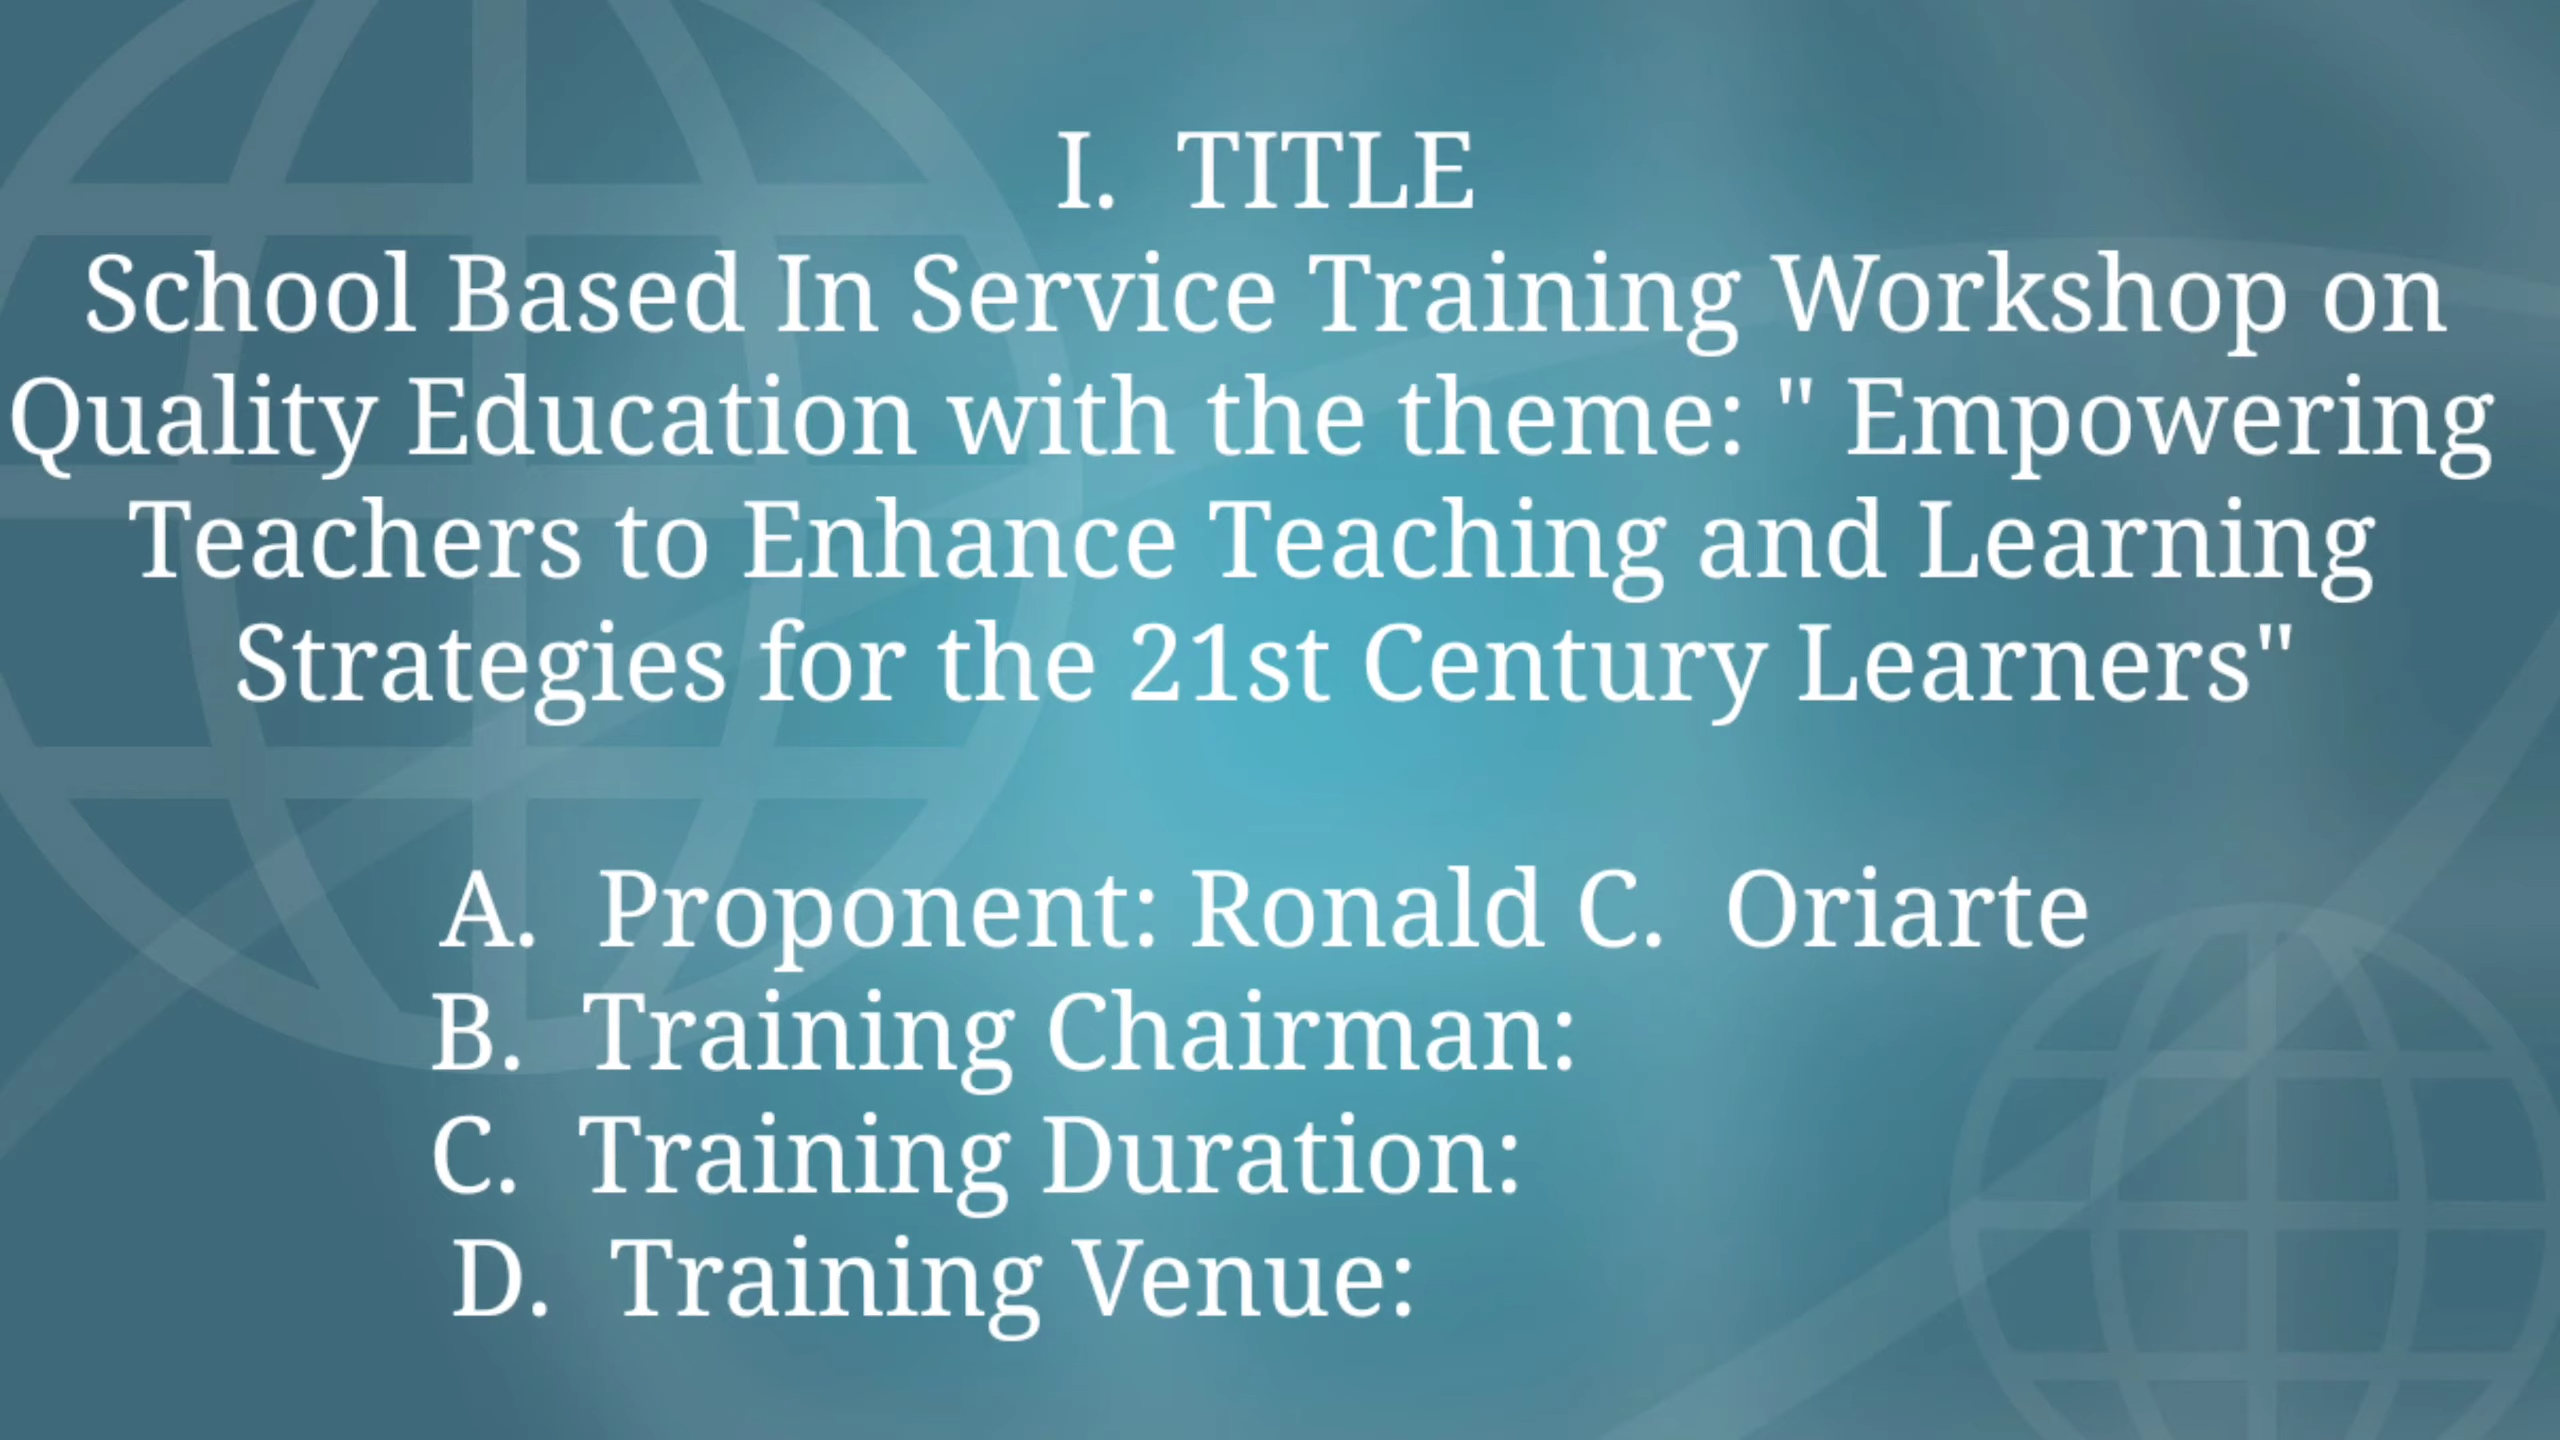 I. TITLE
School Based In Service Training Workshop on
Quality Education with the theme: " Empowering
Teachers to Enhance Teaching and Learning
Strategies for the 21st Century Learners"
A. Proponent: Ronald C. Oriarte
B. Training Chairman:
C. Training Duration:
D. Training Venue: